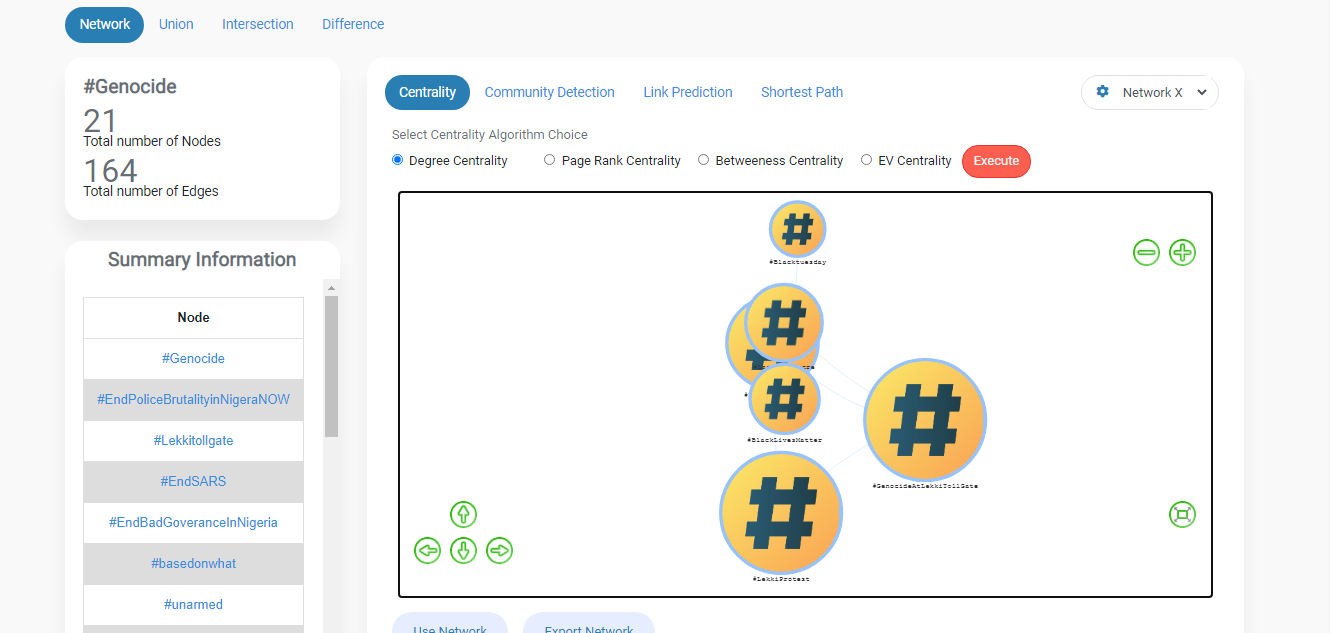 Network Union Intersection Difference
#Genocide
21
Total number of Nodes
164
Total number of Edges
Summary Information
Node
#Genocide
#EndPoliceBrutalityinNigeraNOW
#Lekkitollgate
#EndSARS
#EndBadGoveranceInNigeria
#basedonwhat
#unarmed
Centrality Community Detection Link Prediction Shortest Path
Network X
Select Centrality Algorithm Choice
Degree Centrality Page Rank Centrality Betweeness Centrality EV Centrality Execute
#Blacktuesday
#BlackLivesMatter
#GenocideAtLekkiTollGate
#LekkiProtest
Use Network Export Network